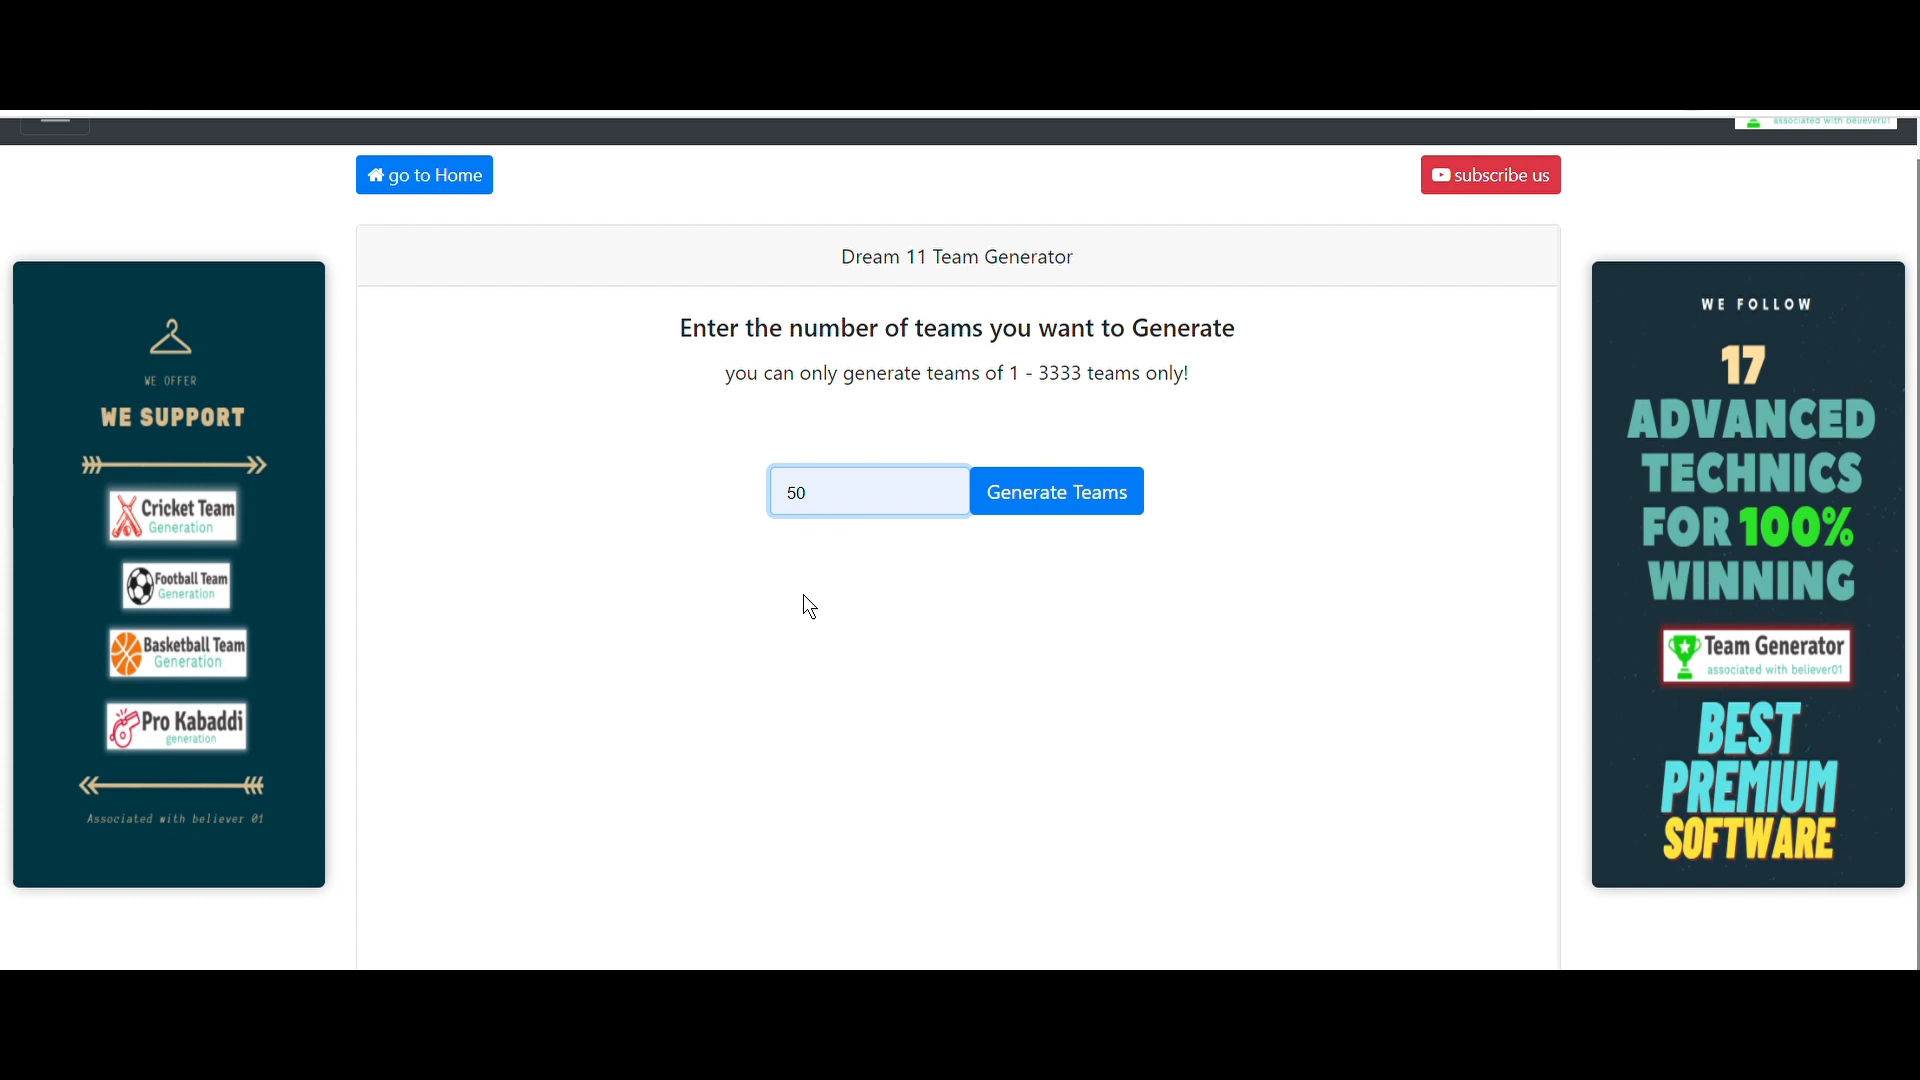 associated with believer01
go to Home
subscribe us
Dream 11 Team Generator
Enter the number of teams you want to Generate
you can only generate teams of 1 - 3333 teams only!
50
Generate Teams
WE OFFER
WE SUPPORT
Cricket Team
Generation
Football Team
Generation
Basketball Team
Generation
Pro Kabaddi
generation
Associated with believer 01
WE FOLLOW
17
ADVANCED
TECHNICS
FOR 100%
WINNING
Team Generator
associated with believer01
BEST
PREMIUM
SOFTWARE